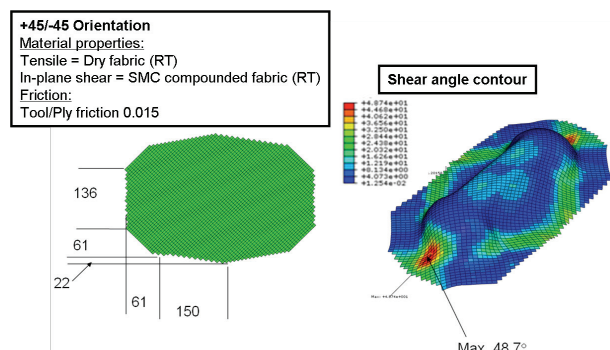 +45/-45 Orientation
Material properties:
Tensile = Dry fabric (RT)
In-plane shear = SMC compounded fabric (RT)
Friction:
Tool/Ply friction 0.015
Shear angle contour
+4.874e+01
+4.468e+01
+4.062e+01
+3.656e+01
+3.250e+01
+2.844e+01
+2.438e+01
+2.032e+01
+1.626e+01
+1.219e+01
+8.134e+00
+4.073e+00
+1.254e-02
136
61
22
61
150
Max. 48.7°